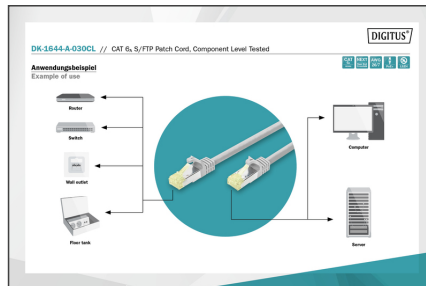 DIGITUS®
DK-1644-A-030CL // CAT 6A S/FTP Patch Cord, Component Level Tested
Anwendungsbeispiel
Example of use
CAT
Router
Switch
Wall outlet
Floor tank
Computer
Server